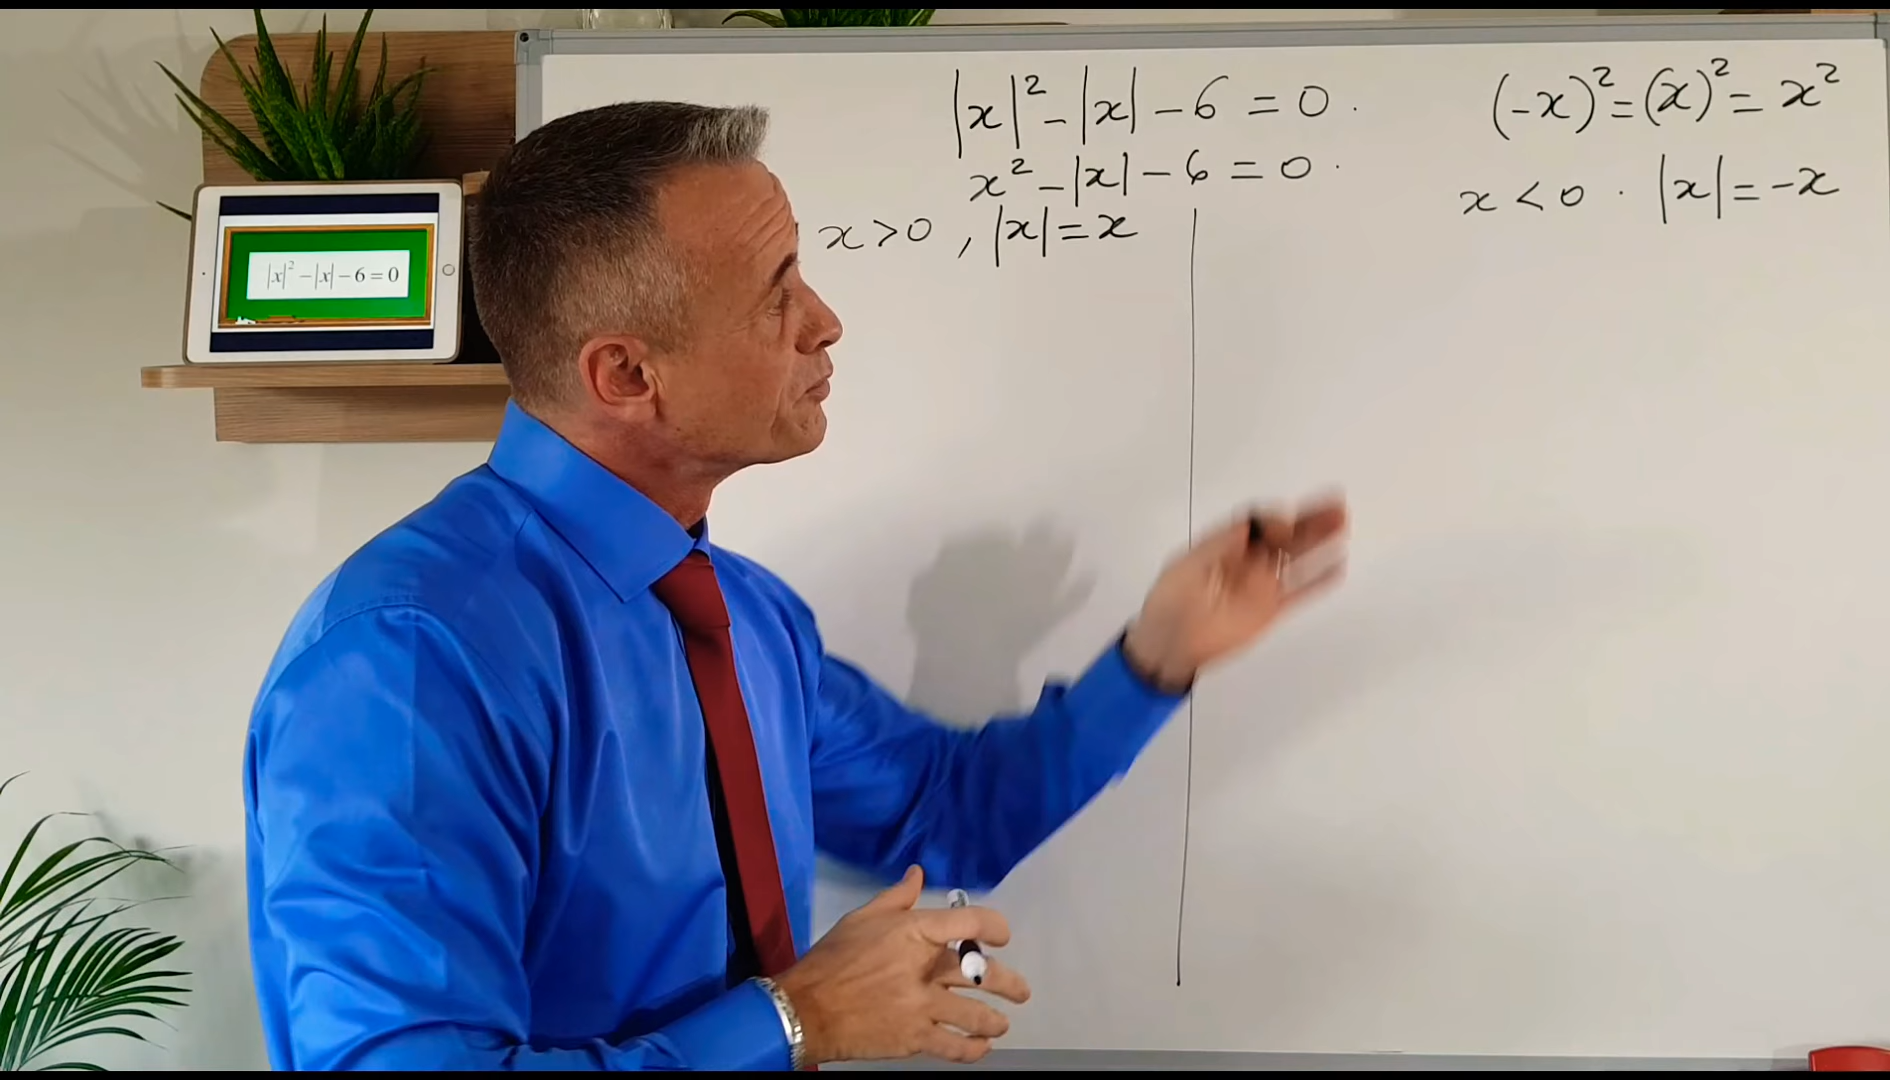 |x|² - |x| - 6 = 0
|x|² - |x| - 6 = 0 .
x² - |x| - 6 = 0 .
x > 0 , |x| = x
(-x)² = (x)² = x²
x < 0 . |x| = -x